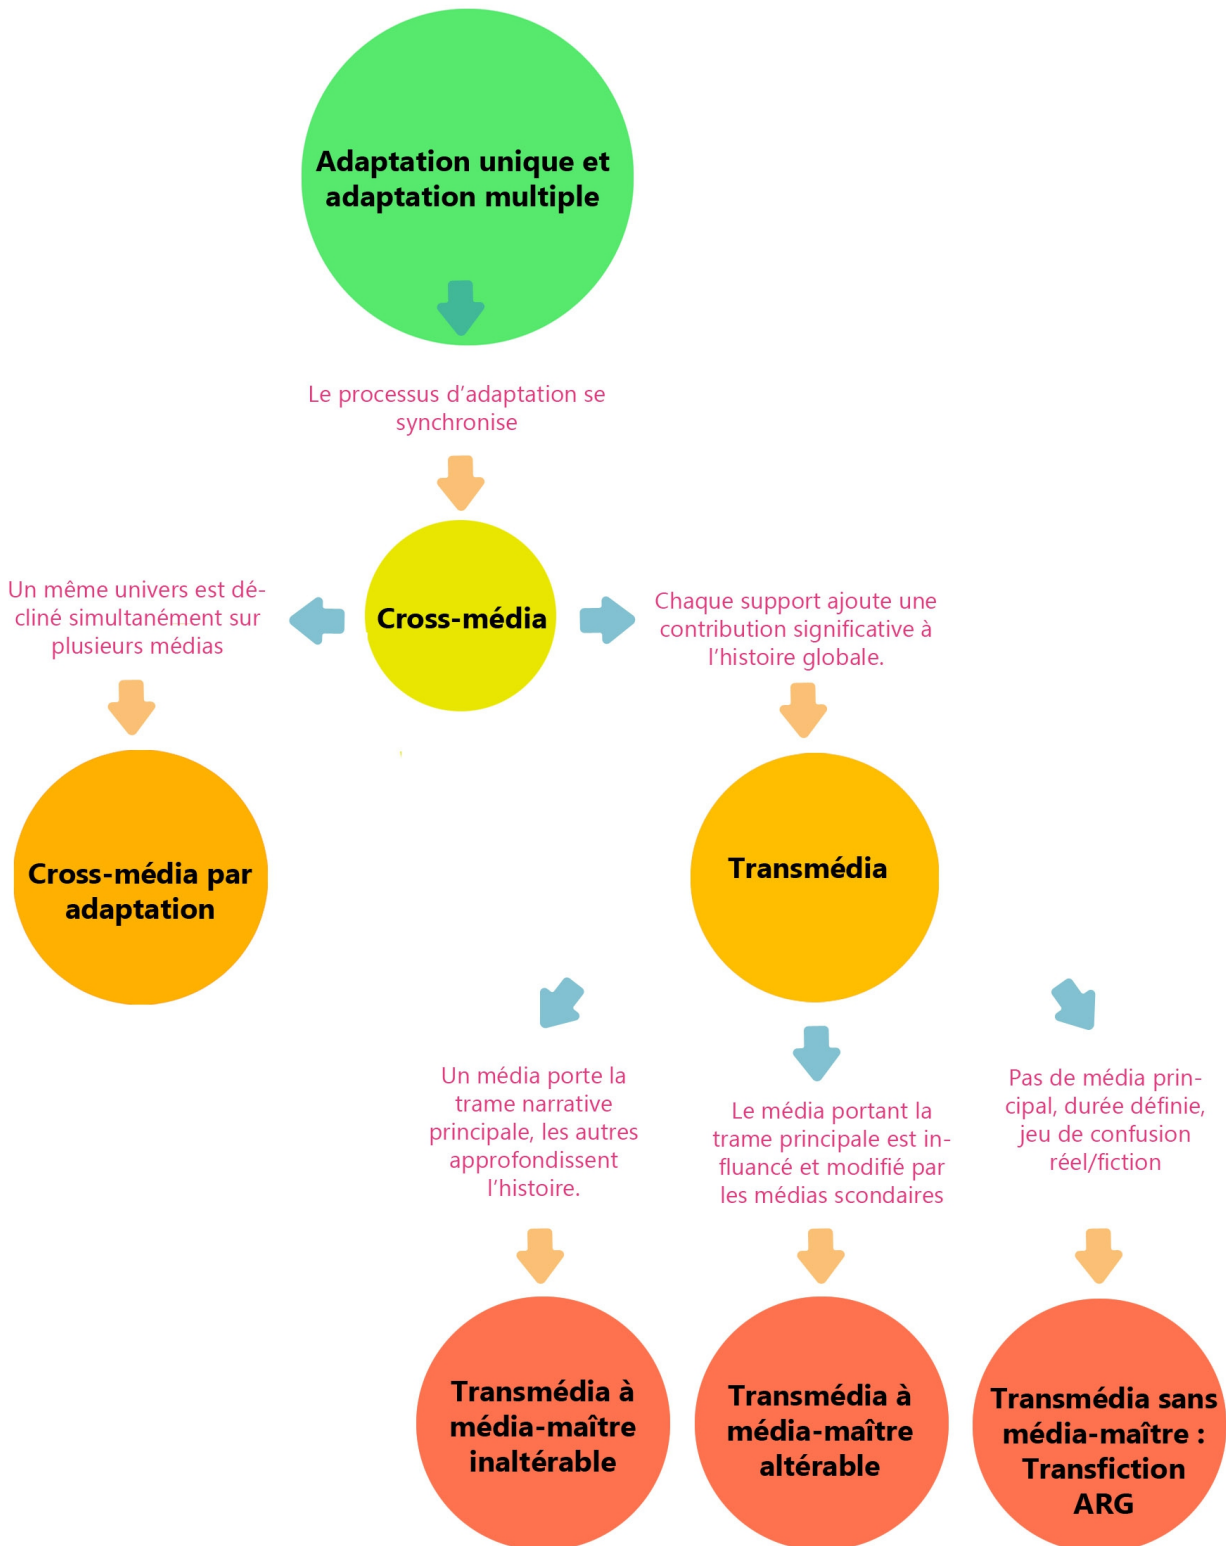 Adaptation unique et
adaptation multiple
Le processus d'adaptation se
synchronise
Cross-média
Un même univers est dé-
cliné simultanément sur
plusieurs médias
Chaque support ajoute une
contribution significative à
l'histoire globale.
Cross-média par
adaptation
Transmédia
Un média porte la
trame narrative
principale, les autres
approfondissent
l'histoire.
Le média portant la
trame principale est in-
fluancé et modifié par
les médias scondaires
Pas de média prin-
cipal, durée définie,
jeu de confusion
réel/fiction
Transmédia à
média-maître
inaltérable
Transmédia à
média-maître
altérable
Transmédia sans
média-maître :
Transfiction
ARG